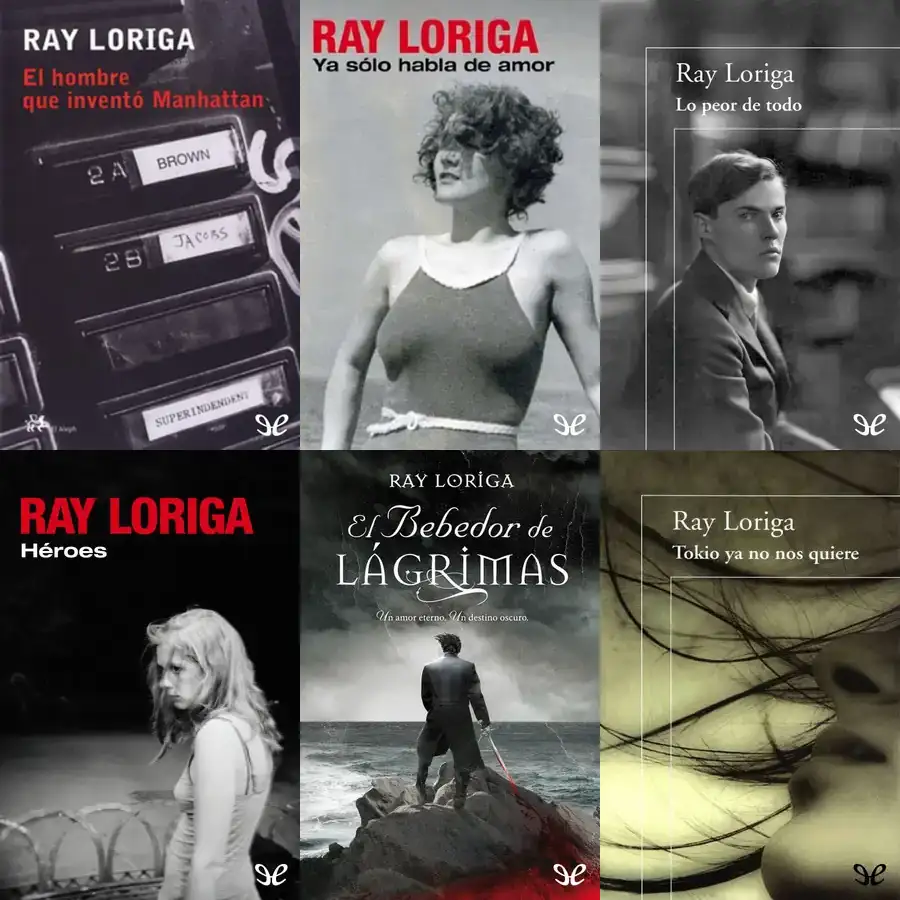 RAY LORIGA
El hombre
que inventó Manhattan
2A BROWN
2B JACOBS
SUPERINDENDENT
El Aleph
RAY LORIGA
Ya sólo habla de amor
Ray Loriga
Lo peor de todo
RAY LORIGA
Héroes
RAY LORIGA
El Bebedor de
LÁGRIMAS
Un amor eterno. Un destino oscuro.
Ray Loriga
Tokio ya no nos quiere